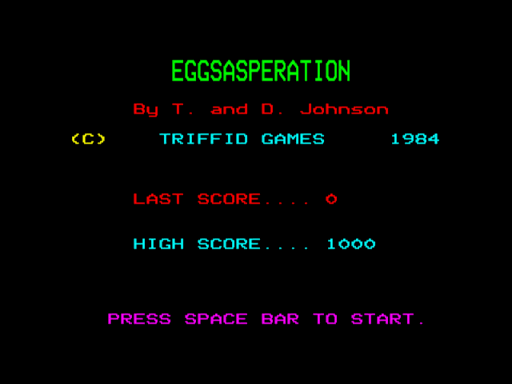 EGGSASPERATION
By T. and D. Johnson
(C) TRIFFID GAMES 1984
LAST SCORE.... 0
HIGH SCORE.... 1000
PRESS SPACE BAR TO START.